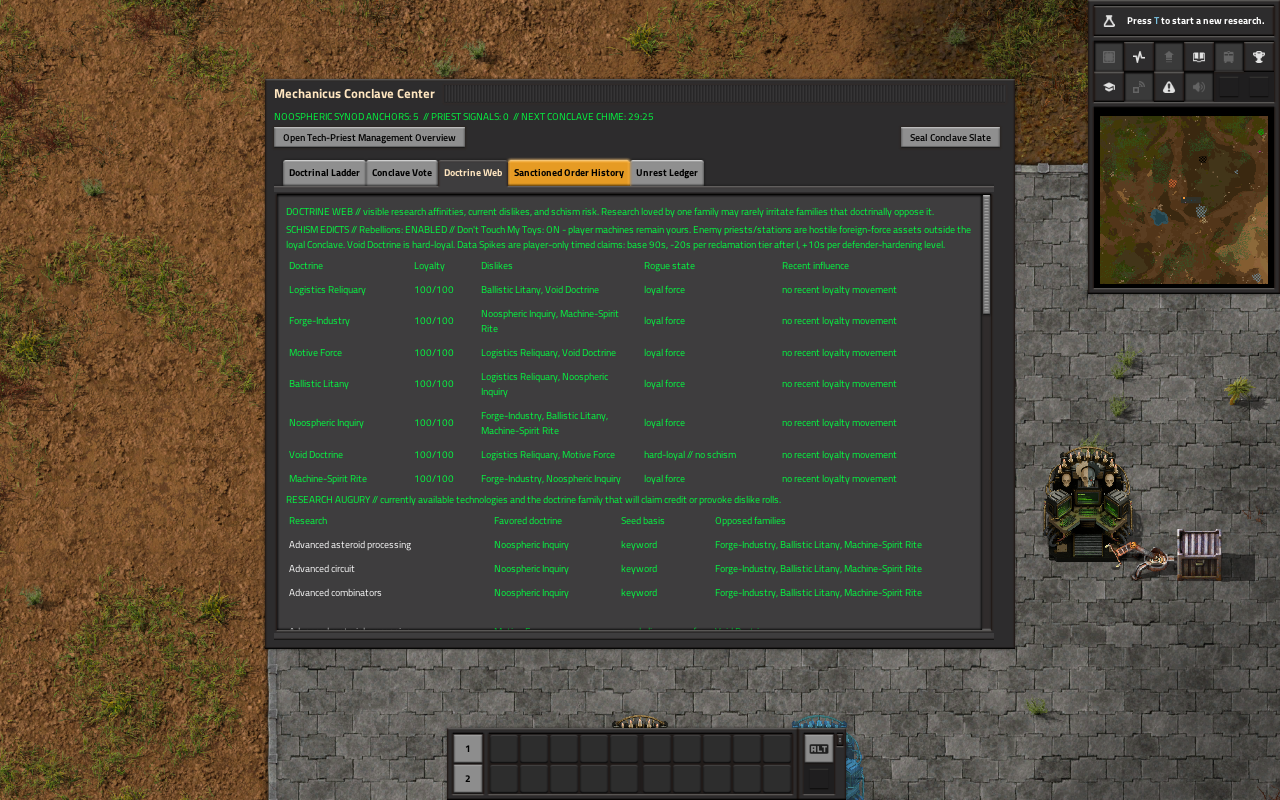 Press T to start a new research.
Mechanicus Conclave Center
NOOSPHERIC SYNOD ANCHORS: 5 // PRIEST SIGNALS: 0 // NEXT CONCLAVE CHIME: 29:25
Open Tech-Priest Management Overview
Seal Conclave Slate
Doctrinal Ladder
Conclave Vote
Doctrine Web
Sanctioned Order History
Unrest Ledger
DOCTRINE WEB // visible research affinities, current dislikes, and schism risk. Research loved by one family may rarely irritate families that doctrinally oppose it.
SCHISM EDICTS // Rebellions: ENABLED // Don't Touch My Toys: ON - player machines remain yours. Enemy priests/stations are hostile foreign-force assets outside the
loyal Conclave. Void Doctrine is hard-loyal. Data Spikes are player-only timed claims: base 90s, -20s per reclamation tier after I, +10s per defender-hardening level.
Doctrine Loyalty Dislikes Rogue state Recent influence
Logistics Reliquary 100/100 Ballistic Litany, Void Doctrine loyal force no recent loyalty movement
Forge-Industry 100/100 Noospheric Inquiry, Machine-Spirit
Rite loyal force no recent loyalty movement
Motive Force 100/100 Logistics Reliquary, Void Doctrine loyal force no recent loyalty movement
Ballistic Litany 100/100 Logistics Reliquary, Noospheric
Inquiry loyal force no recent loyalty movement
Noospheric Inquiry 100/100 Forge-Industry, Ballistic Litany,
Machine-Spirit Rite loyal force no recent loyalty movement
Void Doctrine 100/100 Logistics Reliquary, Motive Force hard-loyal // no schism no recent loyalty movement
Machine-Spirit Rite 100/100 Forge-Industry, Noospheric Inquiry loyal force no recent loyalty movement
RESEARCH AUGURY // currently available technologies and the doctrine family that will claim credit or provoke dislike rolls.
Research Favored doctrine Seed basis Opposed families
Advanced asteroid processing Noospheric Inquiry keyword Forge-Industry, Ballistic Litany, Machine-Spirit Rite
Advanced circuit Noospheric Inquiry keyword Forge-Industry, Ballistic Litany, Machine-Spirit Rite
Advanced combinators Noospheric Inquiry keyword Forge-Industry, Ballistic Litany, Machine-Spirit Rite
1
ALT
2